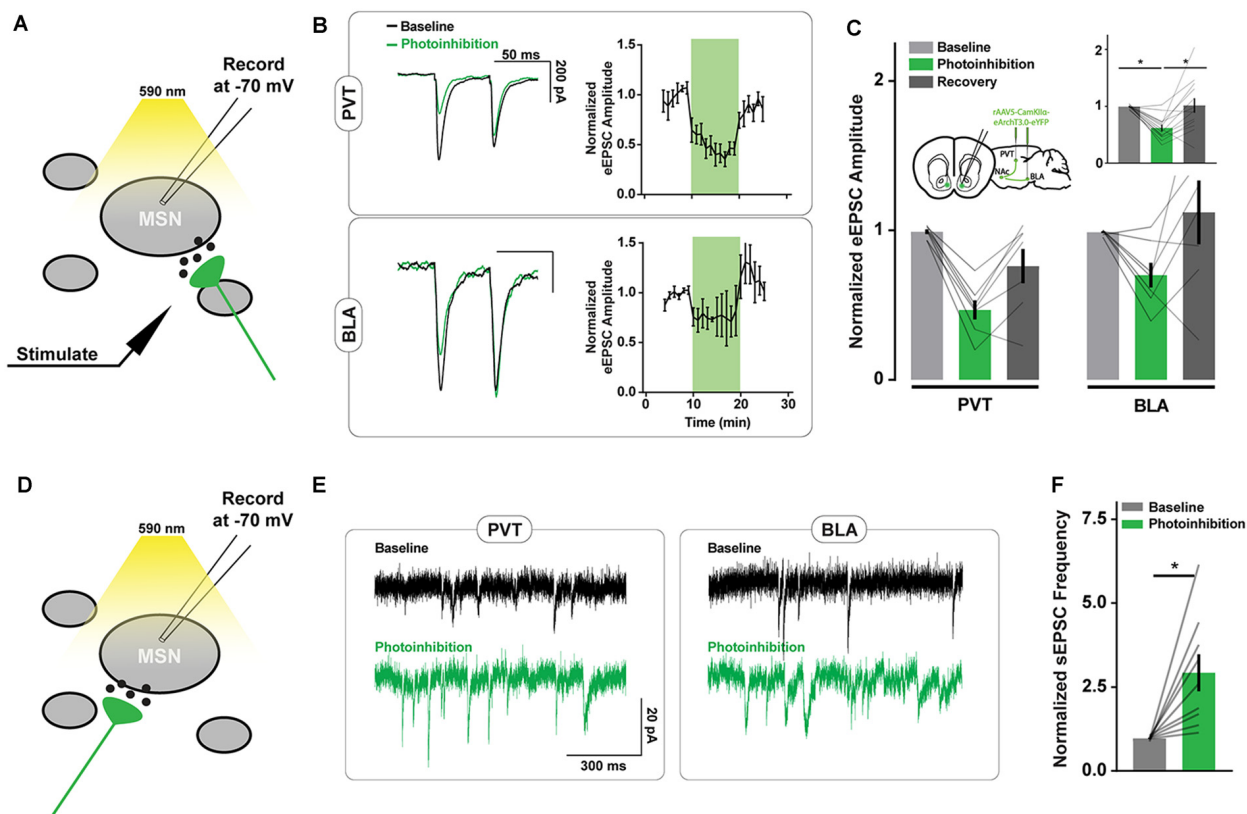 A
590 nm
Record
at -70 mV
MSN
Stimulate
B
Baseline
Photoinhibition
50 ms
200 pA
PVT
Normalized
eEPSC Amplitude
1.5
1.0
0.5
0.0
BLA
Normalized
eEPSC Amplitude
1.5
1.0
0.5
0.0
0
10
20
30
Time (min)
C
Baseline
Photoinhibition
Recovery
Normalized eEPSC Amplitude
2
1
0
rAAV5-CamKIIα-
eArchT3.0-eYFP
PVT
NAc
BLA
2
1
0
*
*
PVT
BLA
D
590 nm
Record
at -70 mV
MSN
E
PVT
Baseline
Photoinhibition
20 pA
300 ms
BLA
Baseline
Photoinhibition
F
Baseline
Photoinhibition
Normalized sEPSC Frequency
7.5
5.0
2.5
0.0
*